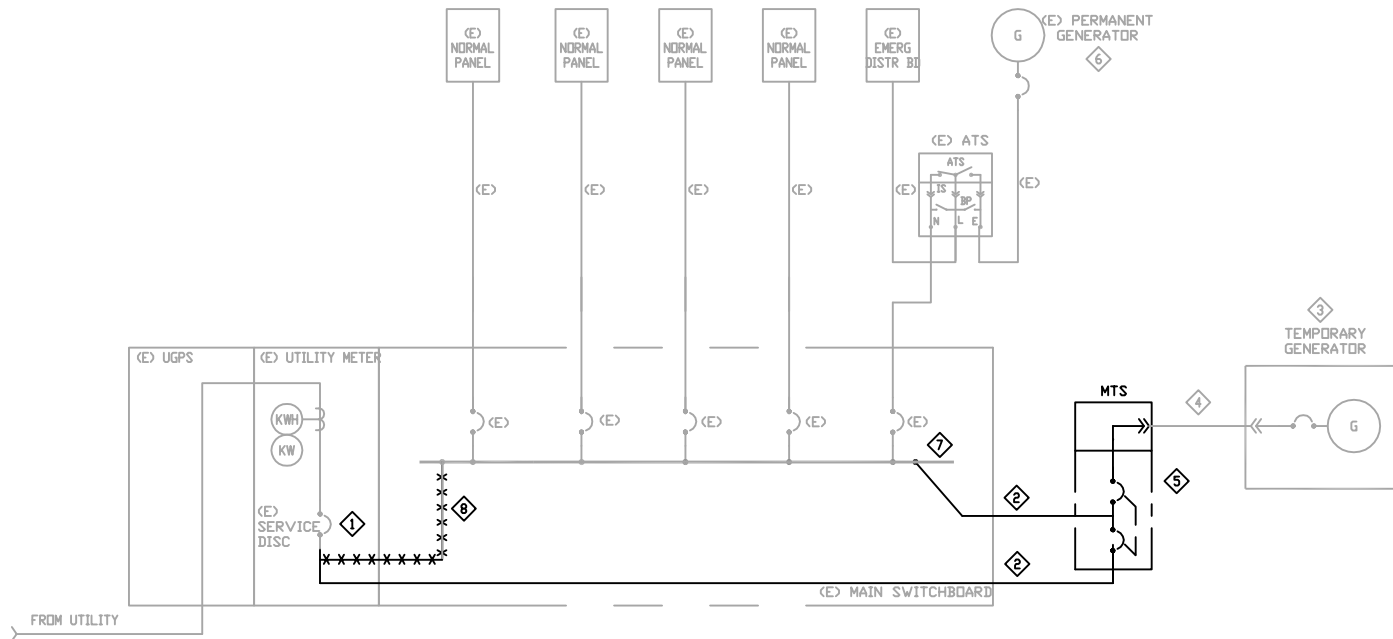 (E)
NORMAL
PANEL
(E)
NORMAL
PANEL
(E)
NORMAL
PANEL
(E)
NORMAL
PANEL
(E)
EMERG
DISTR BD
G
(E) PERMANENT
GENERATOR
6
(E) ATS
ATS
IS
BP
N
L
E
(E)
(E)
(E)
(E)
(E)
(E)
3
TEMPORARY
GENERATOR
(E) UGPS
(E) UTILITY METER
KWH
KW
(E)
(E)
(E)
(E)
(E)
MTS
4
G
7
5
8
2
(E)
SERVICE
DISC
1
2
(E) MAIN SWITCHBOARD
FROM UTILITY